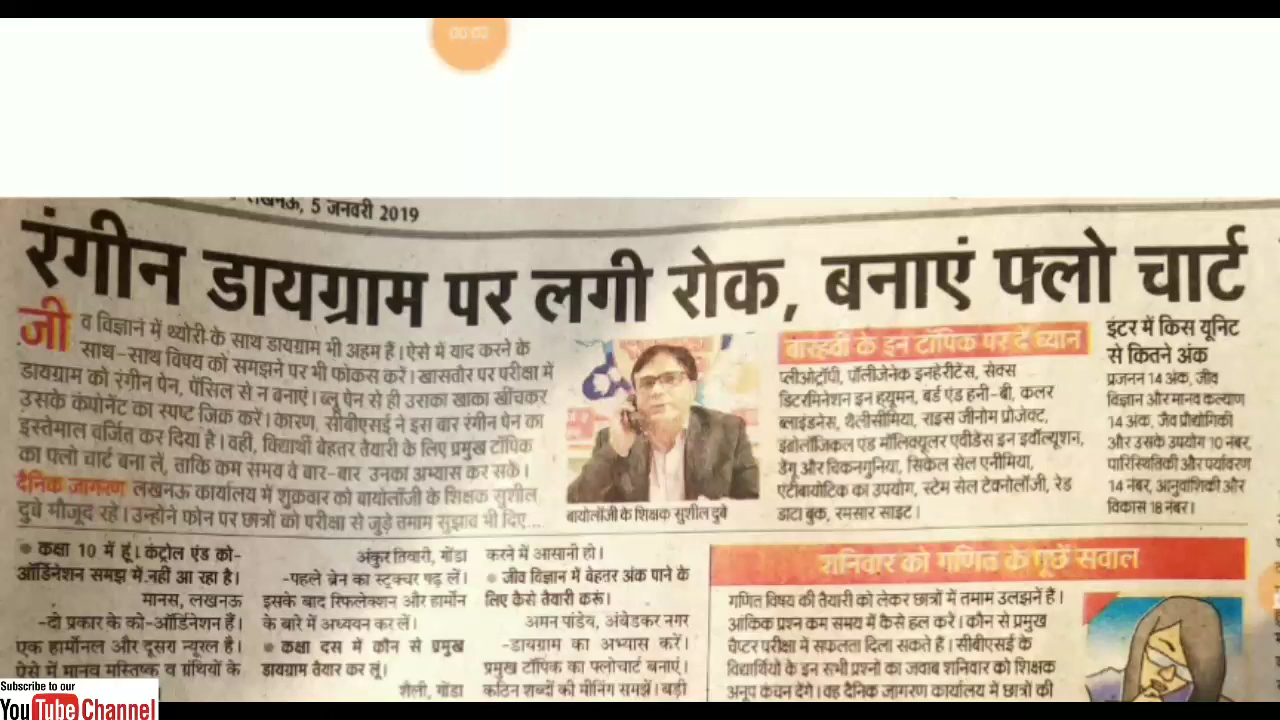 00:02
लखनऊ, 5 जनवरी 2019
रंगीन डायग्राम पर लगी रोक, बनाएं फ्लो चार्ट
जीव विज्ञान में थ्योरी के साथ डायग्राम भी अहम हैं। ऐसे में याद करने के
साथ-साथ विषय को समझने पर भी फोकस करें। खासतौर पर परीक्षा में
डायग्राम को रंगीन पेन, पेंसिल से न बनाएं। ब्लू पेन से ही उसका खाका खींचकर
उसके कंपोनेंट का स्पष्ट जिक्र करें। कारण, सीबीएसई ने इस बार रंगीन पेन का
इस्तेमाल वर्जित कर दिया है। वहीं, विद्यार्थी बेहतर तैयारी के लिए प्रमुख टॉपिक
का फ्लो चार्ट बना लें, ताकि कम समय वे बार-बार उनका अभ्यास कर सकें।
दैनिक जागरण लखनऊ कार्यालय में शुक्रवार को बायोलॉजी के शिक्षक सुशील
दुबे मौजूद रहे। उन्होंने फोन पर छात्रों को परीक्षा से जुड़े तमाम सुझाव भी दिए...
बायोलॉजी के शिक्षक सुशील दुबे
बारहवीं के इन टॉपिक पर दें ध्यान
प्लीओट्रॉपी, पॉलीजेनेक इनहेरीटेंस, सेक्स
डिटरमिनेशन इन ह्यूमन, बर्ड एंड हनी-बी, कलर
ब्लाइंडनेस, थैलीसीमिया, राइस जीनोम प्रोजेक्ट,
इंब्रोलॉजिकल एंड मॉलिक्यूलर एवीडेंस इन इवॉल्यूशन,
डेंगू और चिकनगुनिया, सिकेल सेल एनीमिया,
एंटीबायोटिक का उपयोग, स्टेम सेल टेक्नोलॉजी, रेड
डाटा बुक, रमसार साइट।
इंटर में किस यूनिट
से कितने अंक
प्रजनन 14 अंक, जीव
विज्ञान और मानव कल्याण
14 अंक, जैव प्रौद्योगिकी
और उसके उपयोग 10 नंबर,
पारिस्थितिकी और पर्यावरण
14 नंबर, आनुवांशिकी और
विकास 18 नंबर।
● कक्षा 10 में हूं। कंट्रोल एंड को-
ऑर्डिनेशन समझ में नहीं आ रहा है।
मानस, लखनऊ
-दो प्रकार के को-ऑर्डिनेशन हैं।
एक हार्मोनल और दूसरा न्यूरल है।
ऐसे में मानव मस्तिष्क व ग्रंथियों के
अंकुर तिवारी, गोंडा
-पहले ब्रेन का स्ट्रक्चर पढ़ लें।
इसके बाद रिफलेक्शन और हार्मोन
के बारे में अध्ययन कर लें।
● कक्षा दस में कौन से प्रमुख
डायग्राम तैयार कर लूं।
शैली, गोंडा
करने में आसानी हो।
● जीव विज्ञान में बेहतर अंक पाने के
लिए कैसे तैयारी करूं।
अमन पांडेय, अंबेडकर नगर
-डायग्राम का अभ्यास करें।
प्रमुख टॉपिक का फ्लोचार्ट बनाएं।
कठिन शब्दों की मीनिंग समझें। बड़ी
शनिवार को गणित के पूछें सवाल
गणित विषय की तैयारी को लेकर छात्रों में तमाम उलझनें हैं।
आंकिक प्रश्न कम समय में कैसे हल करें। कौन से प्रमुख
चैप्टर परीक्षा में सफलता दिला सकते हैं। सीबीएसई के
विद्यार्थियों के इन सभी प्रश्नों का जवाब शनिवार को शिक्षक
अनूप कंचन देंगे। वह दैनिक जागरण कार्यालय में छात्रों की
Subscribe to our
YouTube Channel